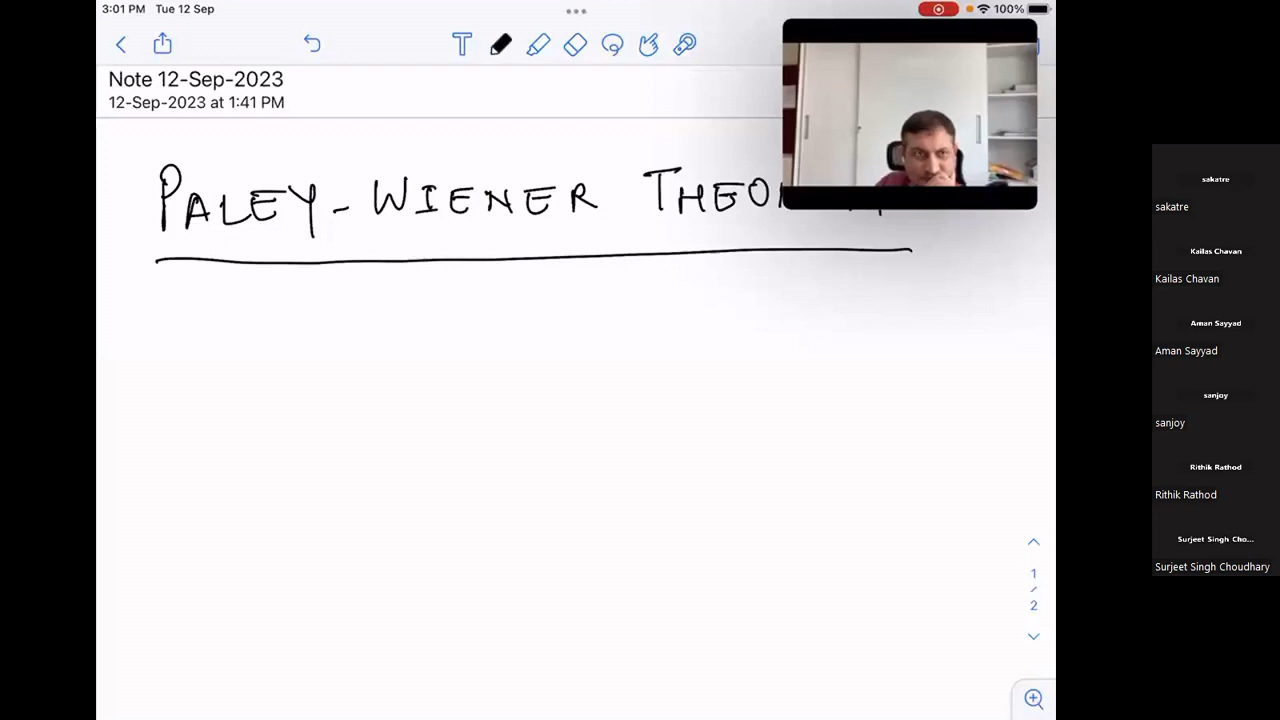 3:01 PM Tue 12 Sep
100%
T
Note 12-Sep-2023
12-Sep-2023 at 1:41 PM
PALEY-WIENER
sakatre
sakatre
Kailas Chavan
Kailas Chavan
Aman Sayyad
Aman Sayyad
sanjoy
sanjoy
Rithik Rathod
Rithik Rathod
Surjeet Singh Cho...
Surjeet Singh Choudhary
1
/
2